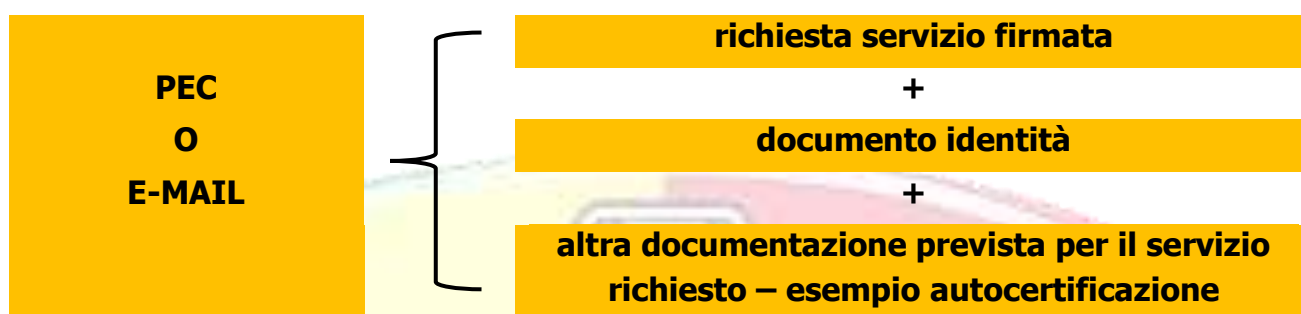 PEC
O
E-MAIL
richiesta servizio firmata
+
documento identità
+
altra documentazione prevista per il servizio
richiesto – esempio autocertificazione